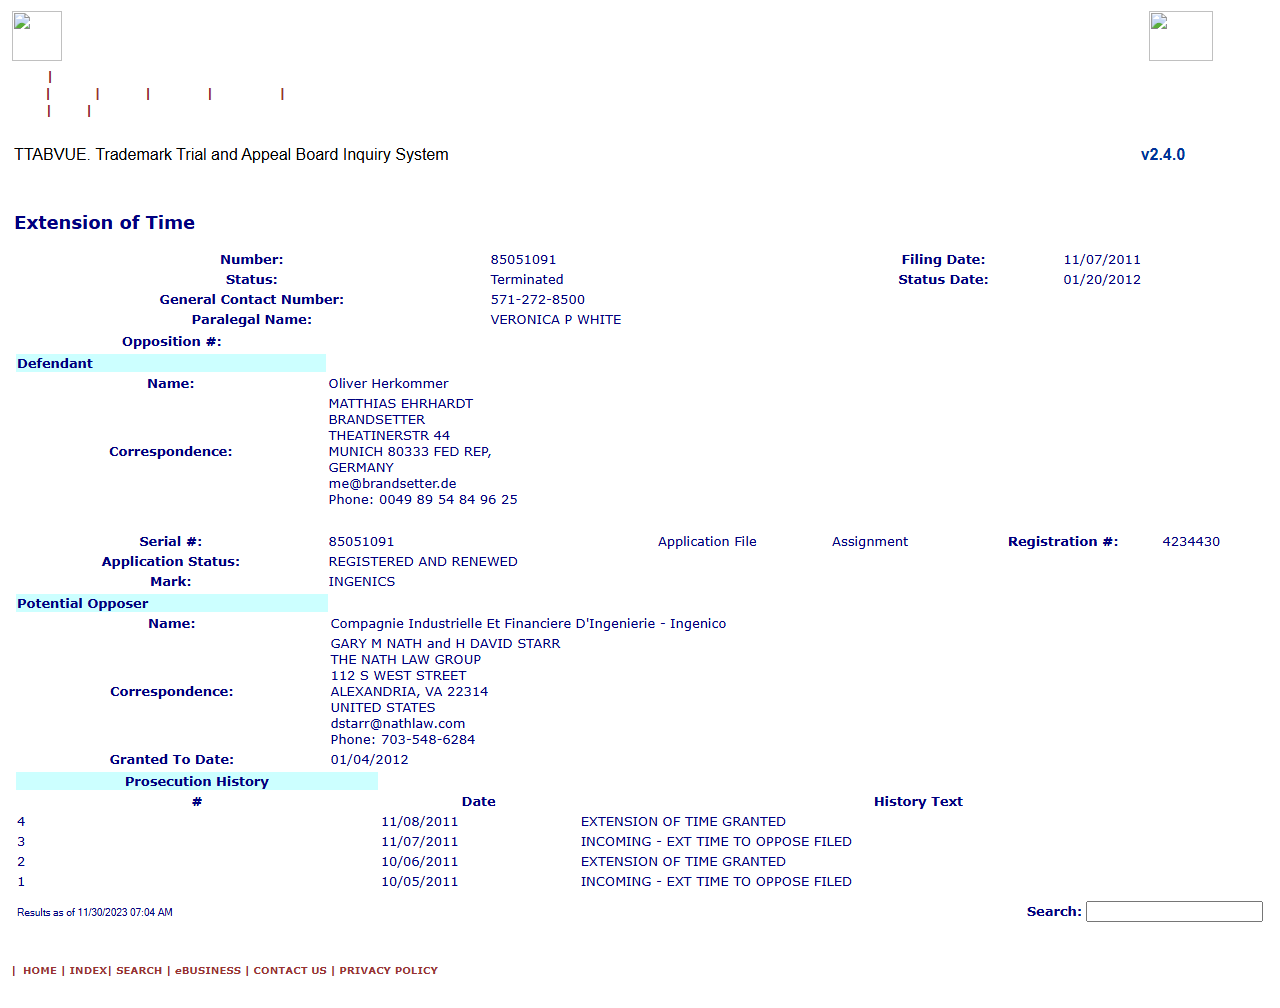 |
| | | | |
| |
TTABVUE. Trademark Trial and Appeal Board Inquiry System v2.4.0
Extension of Time
Number: 85051091 Filing Date: 11/07/2011
Status: Terminated Status Date: 01/20/2012
General Contact Number: 571-272-8500
Paralegal Name: VERONICA P WHITE
Opposition #:
Defendant
Name: Oliver Herkommer
Correspondence: MATTHIAS EHRHARDT
BRANDSETTER
THEATINERSTR 44
MUNICH 80333 FED REP,
GERMANY
me@brandsetter.de
Phone: 0049 89 54 84 96 25
Serial #: 85051091 Application File Assignment Registration #: 4234430
Application Status: REGISTERED AND RENEWED
Mark: INGENICS
Potential Opposer
Name: Compagnie Industrielle Et Financiere D'Ingenierie - Ingenico
Correspondence: GARY M NATH and H DAVID STARR
THE NATH LAW GROUP
112 S WEST STREET
ALEXANDRIA, VA 22314
UNITED STATES
dstarr@nathlaw.com
Phone: 703-548-6284
Granted To Date: 01/04/2012
Prosecution History
# Date History Text
4 11/08/2011 EXTENSION OF TIME GRANTED
3 11/07/2011 INCOMING - EXT TIME TO OPPOSE FILED
2 10/06/2011 EXTENSION OF TIME GRANTED
1 10/05/2011 INCOMING - EXT TIME TO OPPOSE FILED
Results as of 11/30/2023 07:04 AM Search:
| HOME | INDEX| SEARCH | eBUSINESS | CONTACT US | PRIVACY POLICY